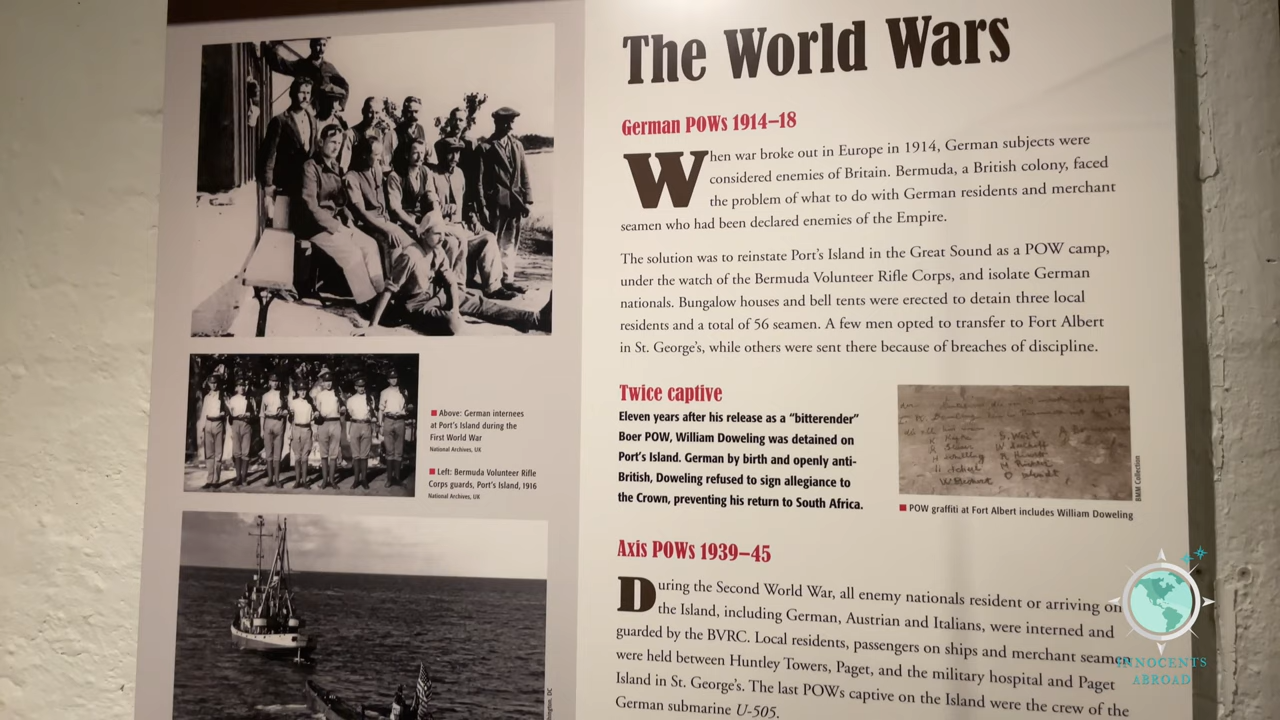 The World Wars
German POWs 1914–18
When war broke out in Europe in 1914, German subjects were
considered enemies of Britain. Bermuda, a British colony, faced
the problem of what to do with German residents and merchant
seamen who had been declared enemies of the Empire.
The solution was to reinstate Port's Island in the Great Sound as a POW camp,
under the watch of the Bermuda Volunteer Rifle Corps, and isolate German
nationals. Bungalow houses and bell tents were erected to detain three local
residents and a total of 56 seamen. A few men opted to transfer to Fort Albert
in St. George's, while others were sent there because of breaches of discipline.
■ Above: German internees
at Port's Island during the
First World War
National Archives, UK
■ Left: Bermuda Volunteer Rifle
Corps guards, Port's Island, 1916
National Archives, UK
Twice captive
Eleven years after his release as a "bitterender"
Boer POW, William Doweling was detained on
Port's Island. German by birth and openly anti-
British, Doweling refused to sign allegiance to
the Crown, preventing his return to South Africa.
BMM Collection
■ POW graffiti at Fort Albert includes William Doweling
Axis POWs 1939–45
During the Second World War, all enemy nationals resident or arriving on
the Island, including German, Austrian and Italians, were interned and
guarded by the BVRC. Local residents, passengers on ships and merchant seamen
were held between Huntley Towers, Paget, and the military hospital and Paget
Island in St. George's. The last POWs captive on the Island were the crew of the
German submarine U-505.
INNOCENTS
ABROAD